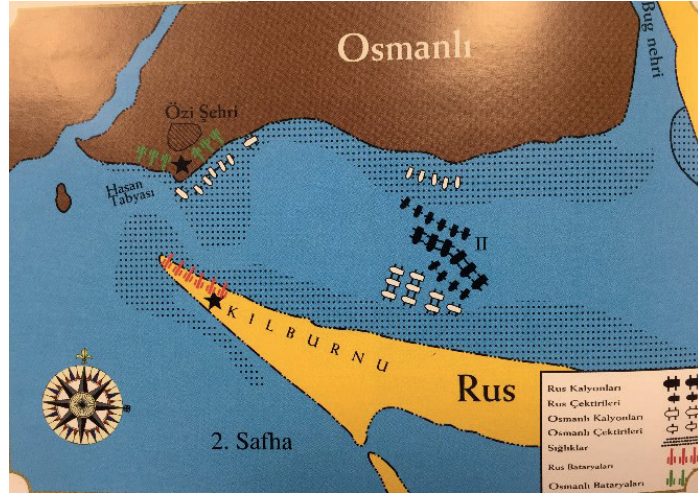 Osmanlı
Bug nehri
Özi Şehri
Hasan
Tabyası
II
KILBURNU
Rus
2. Safha
Rus Kalyonları
Rus Çektirileri
Osmanlı Kalyonları
Osmanlı Çektirileri
Sığlıklar
Rus Bataryaları
Osmanlı Bataryaları